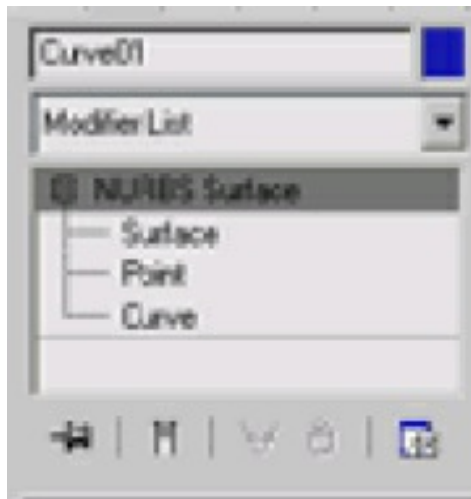 Curve01
Modifier List
NURBS Surface
Surface
Point
Curve